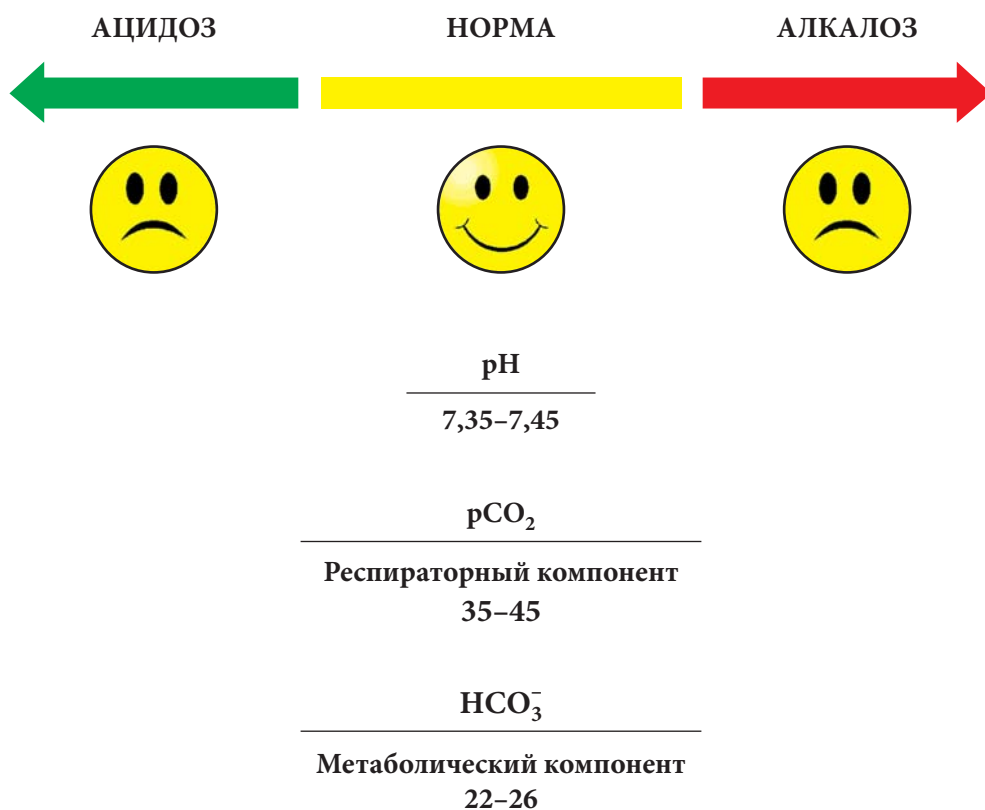 АЦИДОЗ НОРМА АЛКАЛОЗ
pH
7,35–7,45
pCO₂
Респираторный компонент
35–45
HCO₃⁻
Метаболический компонент
22–26